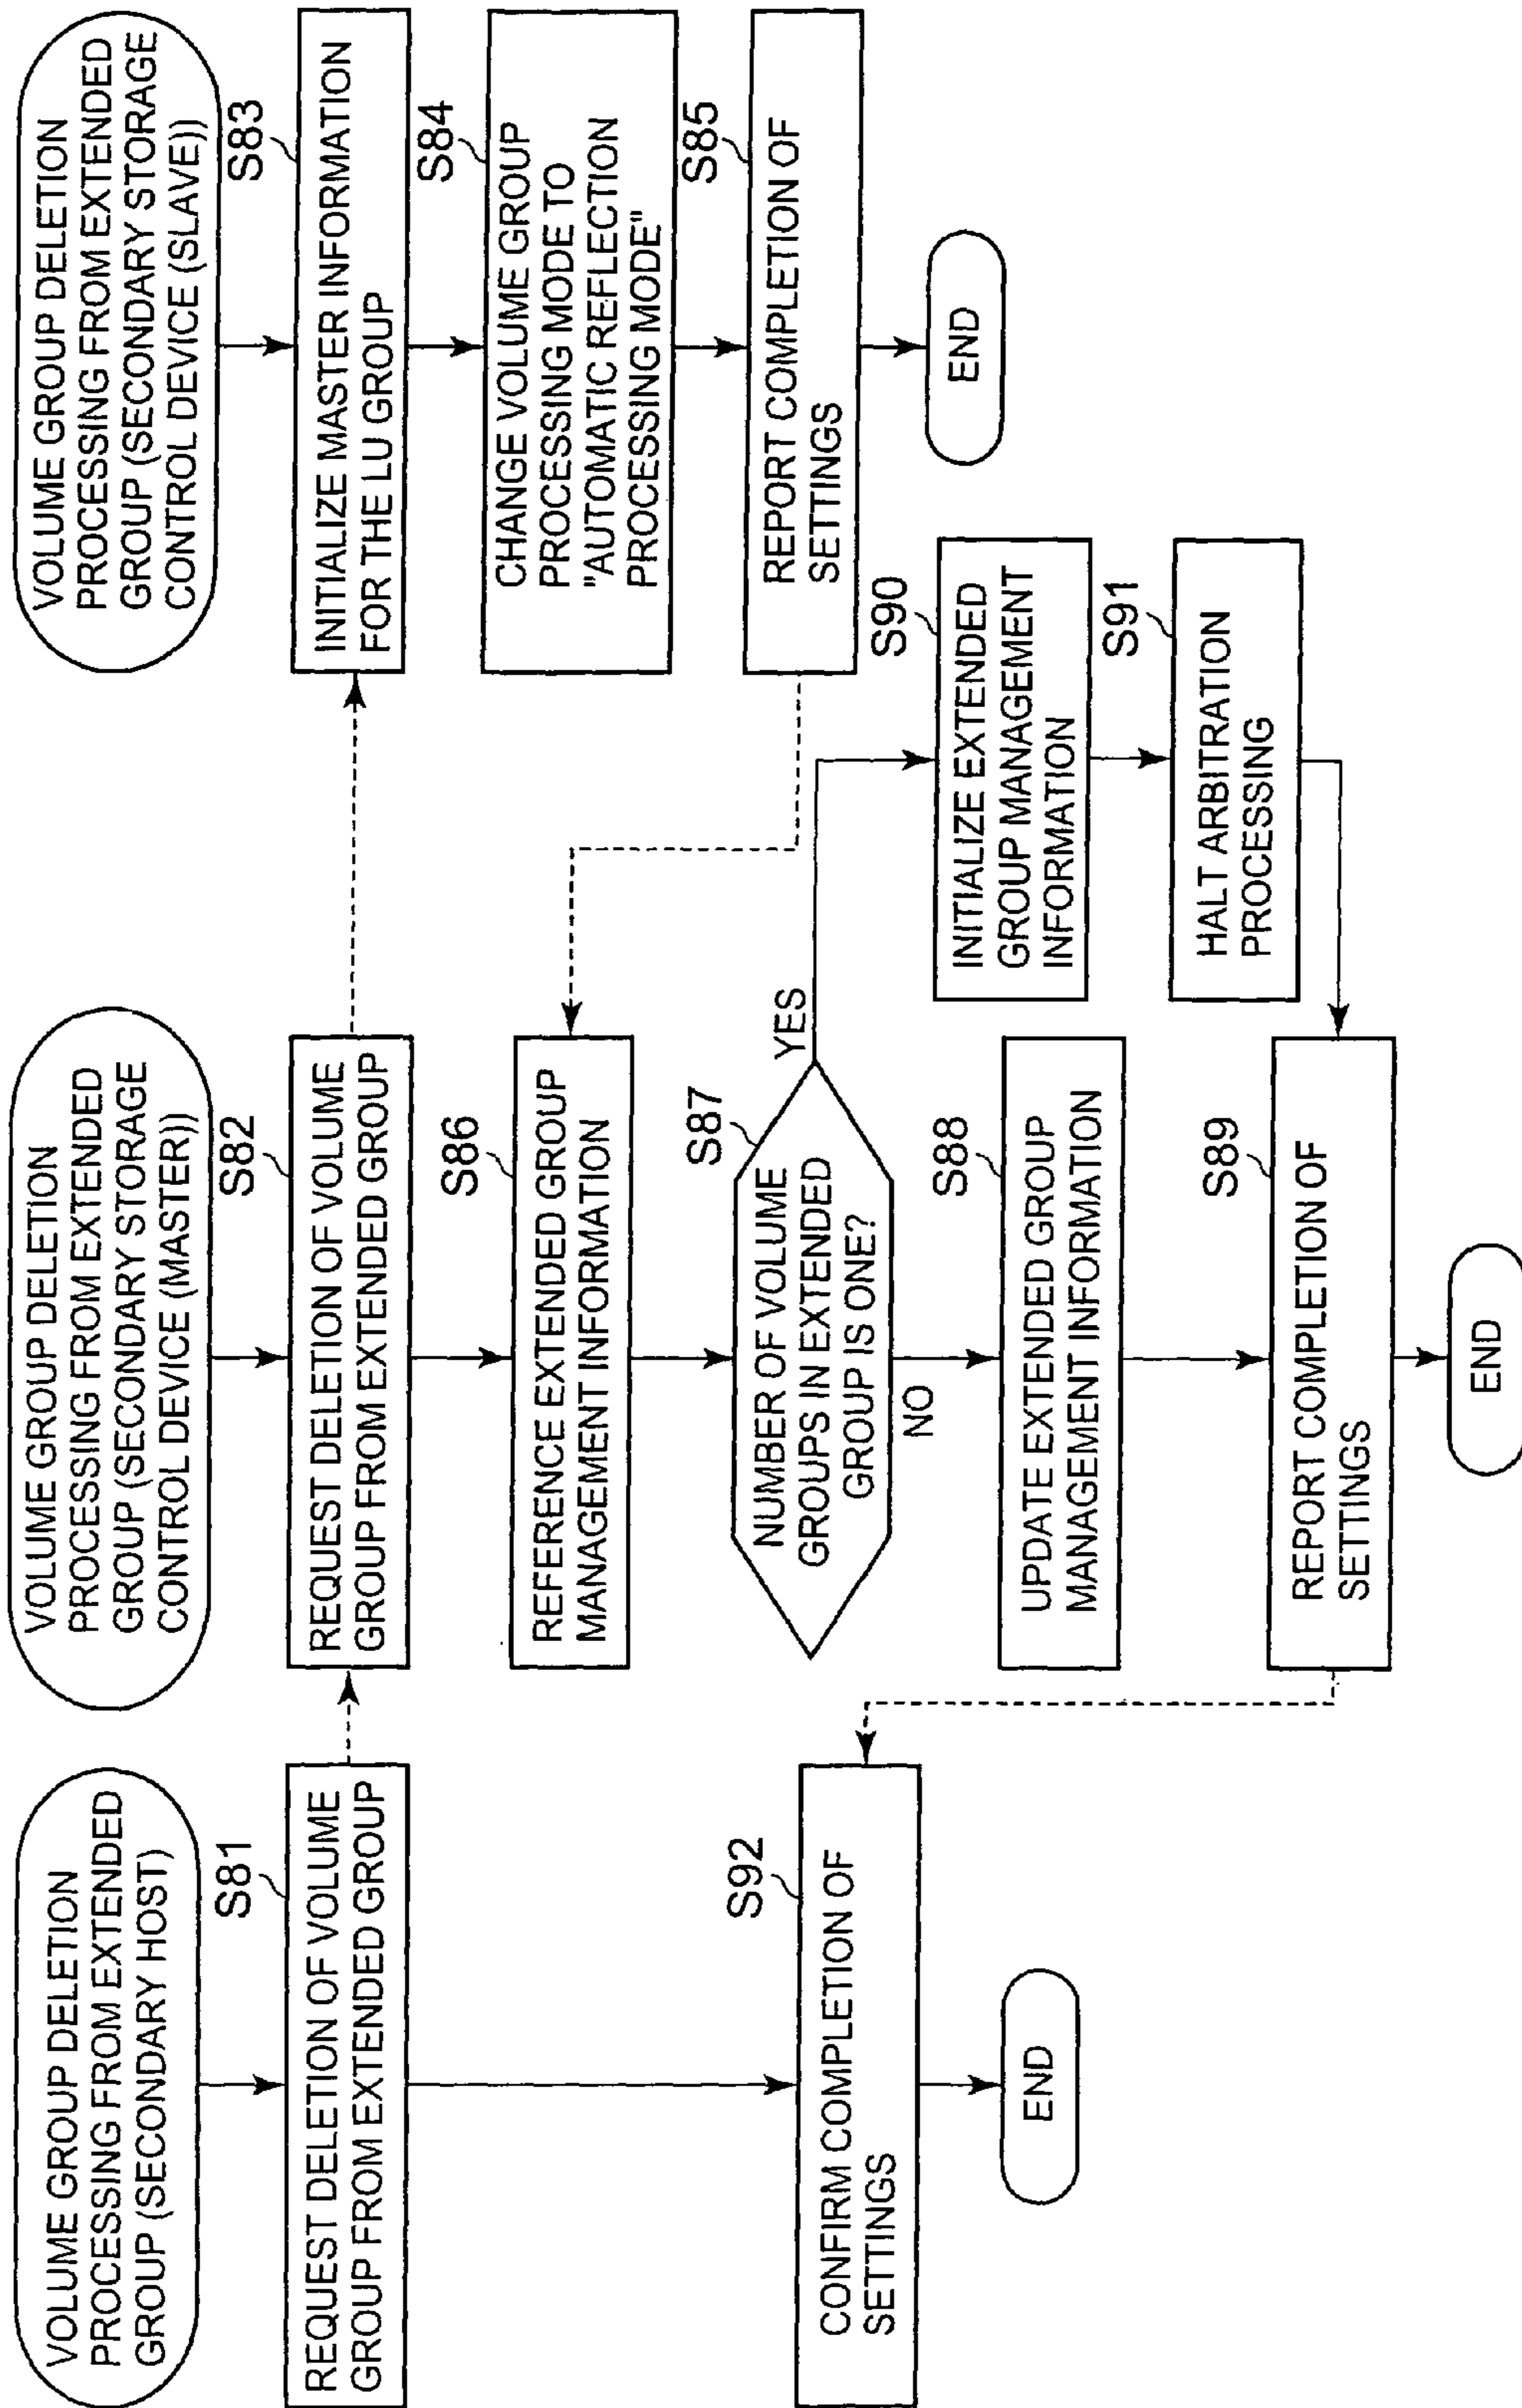 VOLUME GROUP DELETION
PROCESSING FROM EXTENDED
GROUP (SECONDARY HOST)
S81
REQUEST DELETION OF VOLUME
GROUP FROM EXTENDED GROUP
S92
CONFIRM COMPLETION OF
SETTINGS
END
VOLUME GROUP DELETION
PROCESSING FROM EXTENDED
GROUP (SECONDARY STORAGE
CONTROL DEVICE (MASTER))
S82
REQUEST DELETION OF VOLUME
GROUP FROM EXTENDED GROUP
S86
REFERENCE EXTENDED GROUP
MANAGEMENT INFORMATION
S87
NUMBER OF VOLUME
GROUPS IN EXTENDED
GROUP IS ONE?
YES
NO
S88
UPDATE EXTENDED GROUP
MANAGEMENT INFORMATION
S89
REPORT COMPLETION OF
SETTINGS
END
VOLUME GROUP DELETION
PROCESSING FROM EXTENDED
GROUP (SECONDARY STORAGE
CONTROL DEVICE (SLAVE))
S83
INITIALIZE MASTER INFORMATION
FOR THE LU GROUP
S84
CHANGE VOLUME GROUP
PROCESSING MODE TO
"AUTOMATIC REFLECTION
PROCESSING MODE"
S85
REPORT COMPLETION OF
SETTINGS
END
S90
INITIALIZE EXTENDED
GROUP MANAGEMENT
INFORMATION
S91
HALT ARBITRATION
PROCESSING